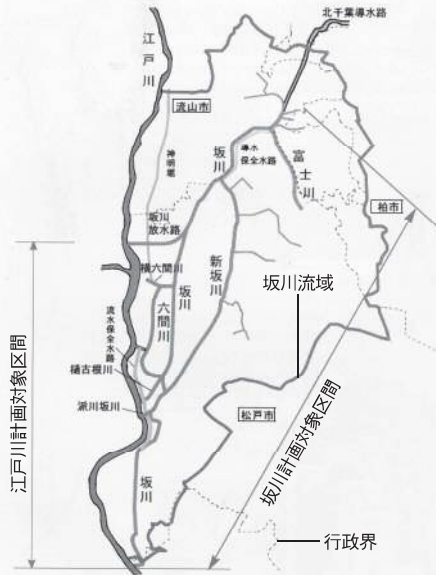 北千葉導水路
江戸川
流山市
神明堀
坂川
導水
保全水路
富士川
柏市
坂川
放水路
横六間川
坂川
新坂川
六間川
流水保全水路
坂川流域
樋古根川
派川坂川
松戸市
江戸川計画対象区間
坂川計画対象区間
坂川
行政界